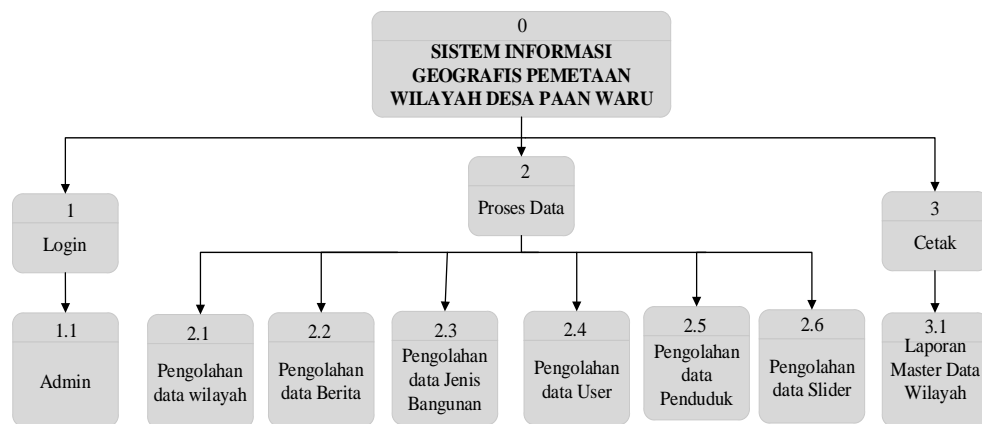 0
SISTEM INFORMASI
GEOGRAFIS PEMETAAN
WILAYAH DESA PAAN WARU
1
Login
2
Proses Data
3
Cetak
1.1
Admin
2.1
Pengolahan
data wilayah
2.2
Pengolahan
data Berita
2.3
Pengolahan
data Jenis
Bangunan
2.4
Pengolahan
data User
2.5
Pengolahan
data
Penduduk
2.6
Pengolahan
data Slider
3.1
Laporan
Master Data
Wilayah